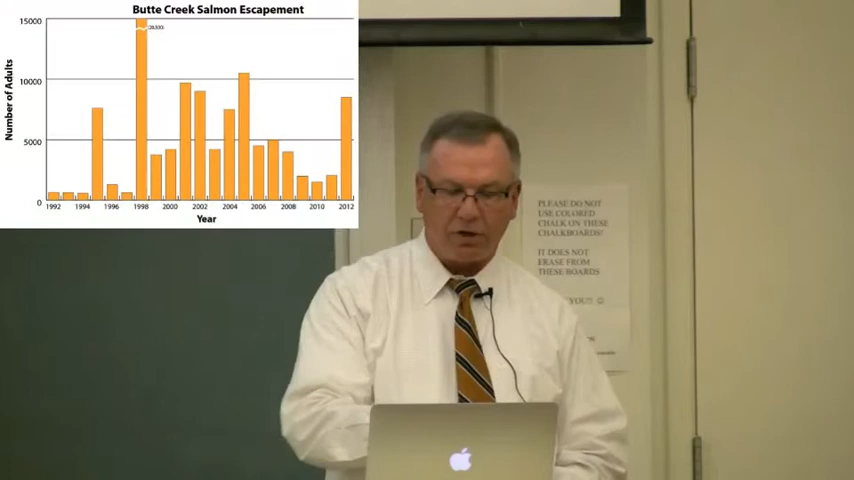 Butte Creek Salmon Escapement
15000
10000
5000
0
Number of Adults
1992 1994 1996 1998 2000 2002 2004 2006 2008 2010 2012
Year
PLEASE DO NOT
USE COLORED
CHALK ON THESE
CHALKBOARDS!
IT DOES NOT
ERASE FROM
THESE BOARDS